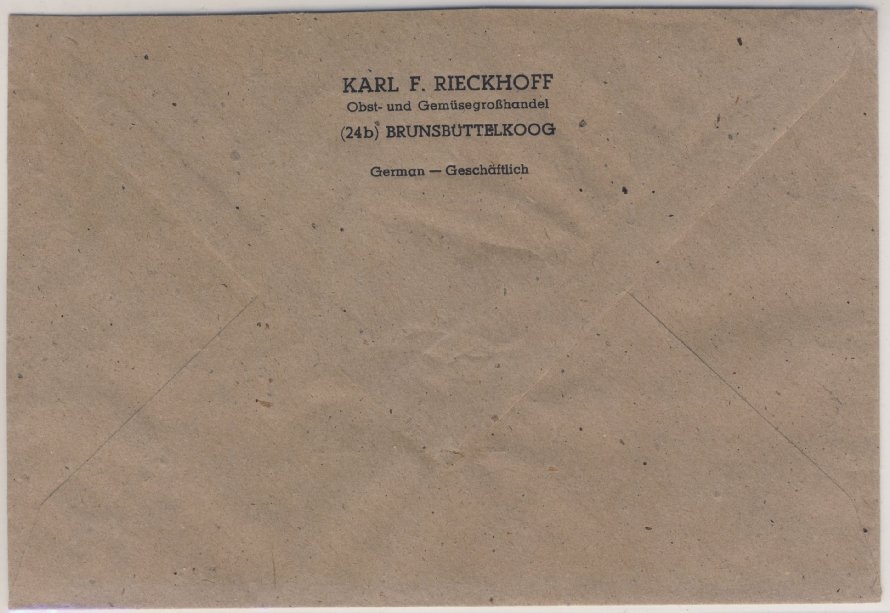 KARL F. RIECKHOFF
Obst- und Gemüsegroßhandel
(24b) BRUNSBÜTTELKOOG
German — Geschäftlich